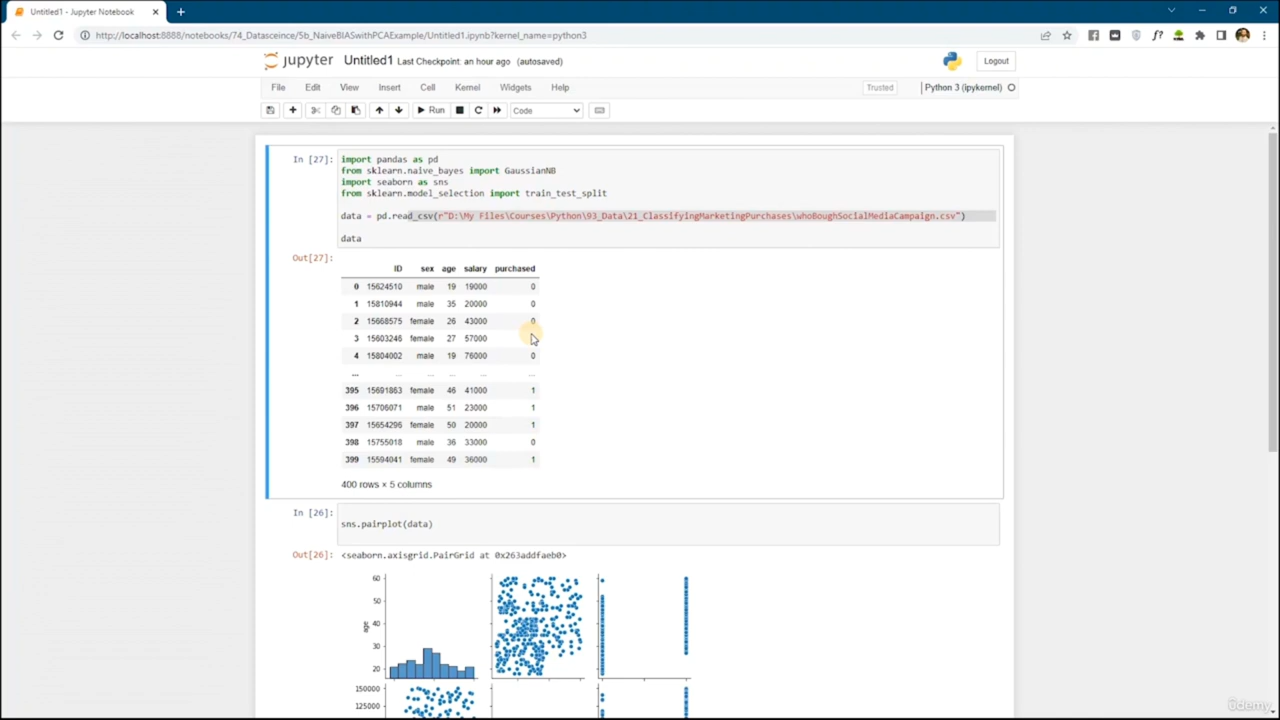 Untitled1 - Jupyter Notebook
http://localhost:8888/notebooks/74_Datasceince/5b_NaiveBIASwithPCAExample/Untitled1.ipynb?kernel_name=python3
jupyter Untitled1 Last Checkpoint: an hour ago (autosaved) Logout
File Edit View Insert Cell Kernel Widgets Help Trusted Python 3 (ipykernel)
Run Code
In [27]: import pandas as pd
from sklearn.naive_bayes import GaussianNB
import seaborn as sns
from sklearn.model_selection import train_test_split
data = pd.read_csv(r"D:\My Files\Courses\Python\93_Data\21_ClassifyingMarketingPurchases\whoBoughSocialMediaCampaign.csv")
data
Out[27]:
ID sex age salary purchased
0 15624510 male 19 19000 0
1 15810944 male 35 20000 0
2 15668575 female 26 43000 0
3 15603246 female 27 57000
4 15804002 male 19 76000 0
... ... ... ... ... ...
395 15691863 female 46 41000 1
396 15706071 male 51 23000 1
397 15654296 female 50 20000 1
398 15755018 male 36 33000 0
399 15594041 female 49 36000 1
400 rows × 5 columns
In [26]:
sns.pairplot(data)
Out[26]: <seaborn.axisgrid.PairGrid at 0x263addfaeb0>
60
50
age
40
30
20
150000
125000
ûdemy